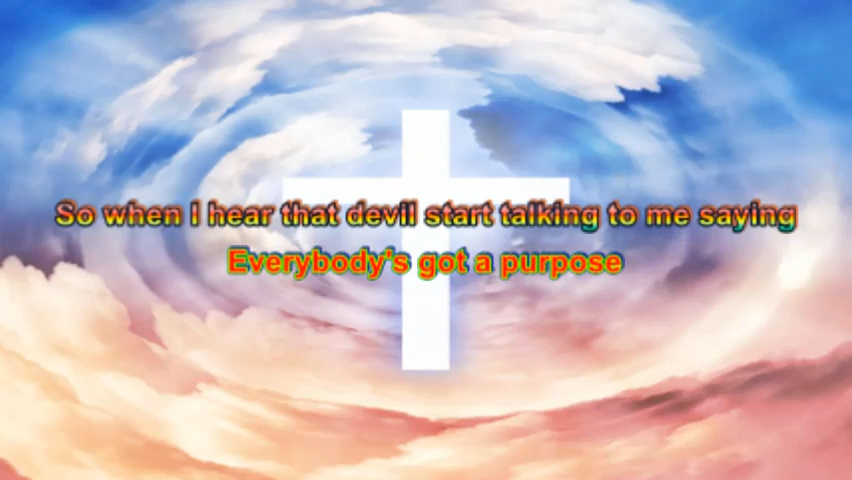 So when I hear that devil start talking to me saying
Everybody's got a purpose